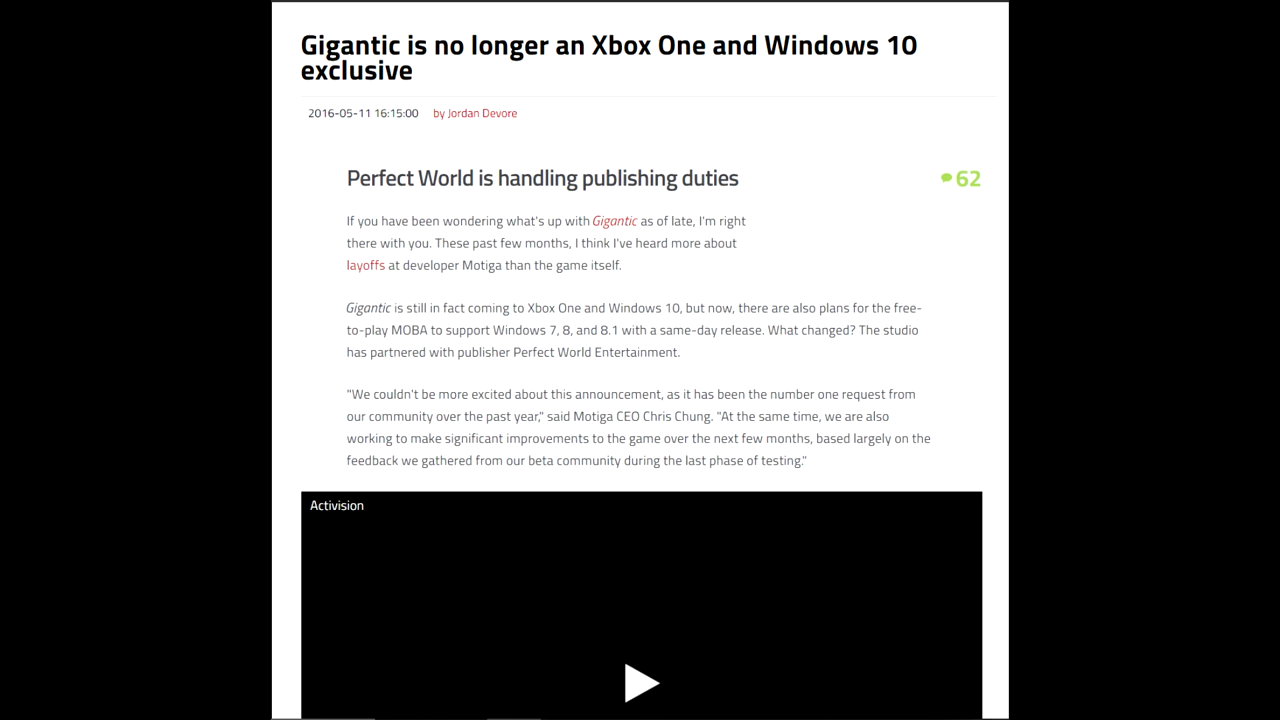 Gigantic is no longer an Xbox One and Windows 10
exclusive
2016-05-11 16:15:00 by Jordan Devore
Perfect World is handling publishing duties 62
If you have been wondering what's up with Gigantic as of late, I'm right
there with you. These past few months, I think I've heard more about
layoffs at developer Motiga than the game itself.
Gigantic is still in fact coming to Xbox One and Windows 10, but now, there are also plans for the free-
to-play MOBA to support Windows 7, 8, and 8.1 with a same-day release. What changed? The studio
has partnered with publisher Perfect World Entertainment.
"We couldn't be more excited about this announcement, as it has been the number one request from
our community over the past year," said Motiga CEO Chris Chung. "At the same time, we are also
working to make significant improvements to the game over the next few months, based largely on the
feedback we gathered from our beta community during the last phase of testing."
Activision